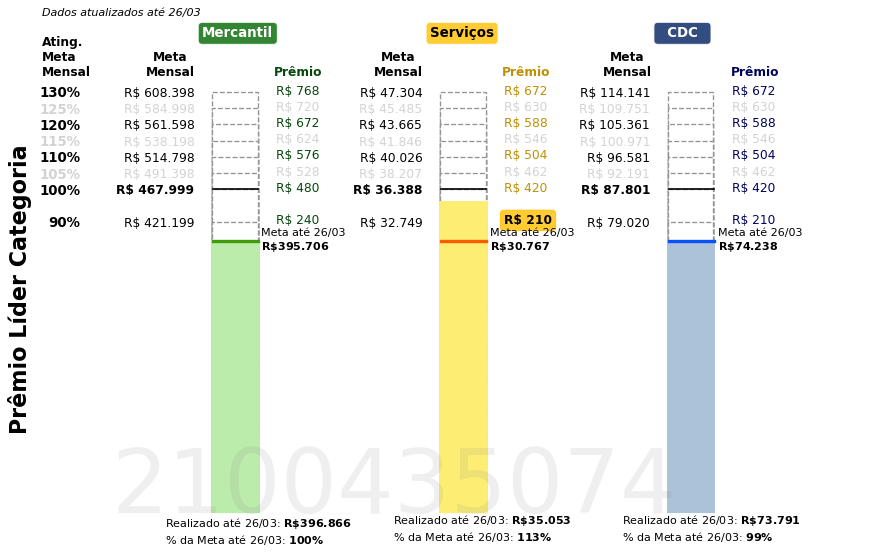 Dados atualizados até 26/03
Mercantil Serviços CDC
Ating.
Meta
Mensal
Meta
Mensal Prêmio
Meta
Mensal Prêmio
Meta
Mensal Prêmio
130% R$ 608.398 R$ 768 R$ 47.304 R$ 672 R$ 114.141 R$ 672
125% R$ 584.998 R$ 720 R$ 45.485 R$ 630 R$ 109.751 R$ 630
120% R$ 561.598 R$ 672 R$ 43.665 R$ 588 R$ 105.361 R$ 588
115% R$ 538.198 R$ 624 R$ 41.846 R$ 546 R$ 100.971 R$ 546
110% R$ 514.798 R$ 576 R$ 40.026 R$ 504 R$ 96.581 R$ 504
105% R$ 491.398 R$ 528 R$ 38.207 R$ 462 R$ 92.191 R$ 462
100% R$ 467.999 R$ 480 R$ 36.388 R$ 420 R$ 87.801 R$ 420
90% R$ 421.199 R$ 240 R$ 32.749 R$ 210 R$ 79.020 R$ 210
Meta até 26/03 Meta até 26/03 Meta até 26/03
R$395.706 R$30.767 R$74.238
Prêmio Líder Categoria
2100435074
Realizado até 26/03: R$396.866
% da Meta até 26/03: 100%
Realizado até 26/03: R$35.053
% da Meta até 26/03: 113%
Realizado até 26/03: R$73.791
% da Meta até 26/03: 99%